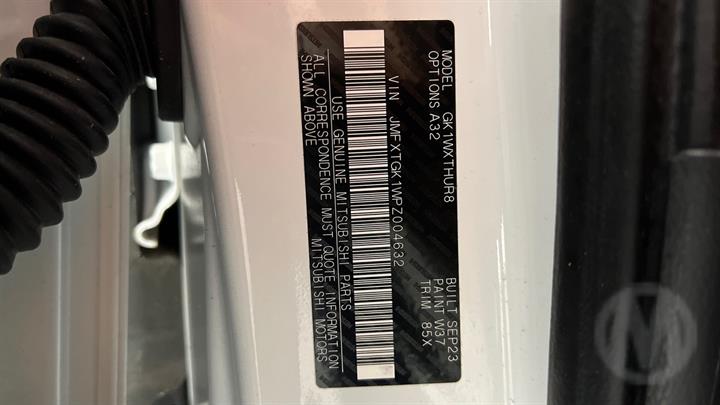 MODEL GK1WXTHUR8 BUILT SEP23
OPTIONS A32 PAINT W37
TRIM 85X
VIN JMFXTGK1WPZ004632
USE GENUINE MITSUBISHI PARTS
ALL CORRESPONDENCE MUST QUOTE INFORMATION
SHOWN ABOVE MITSUBISHI MOTORS
M